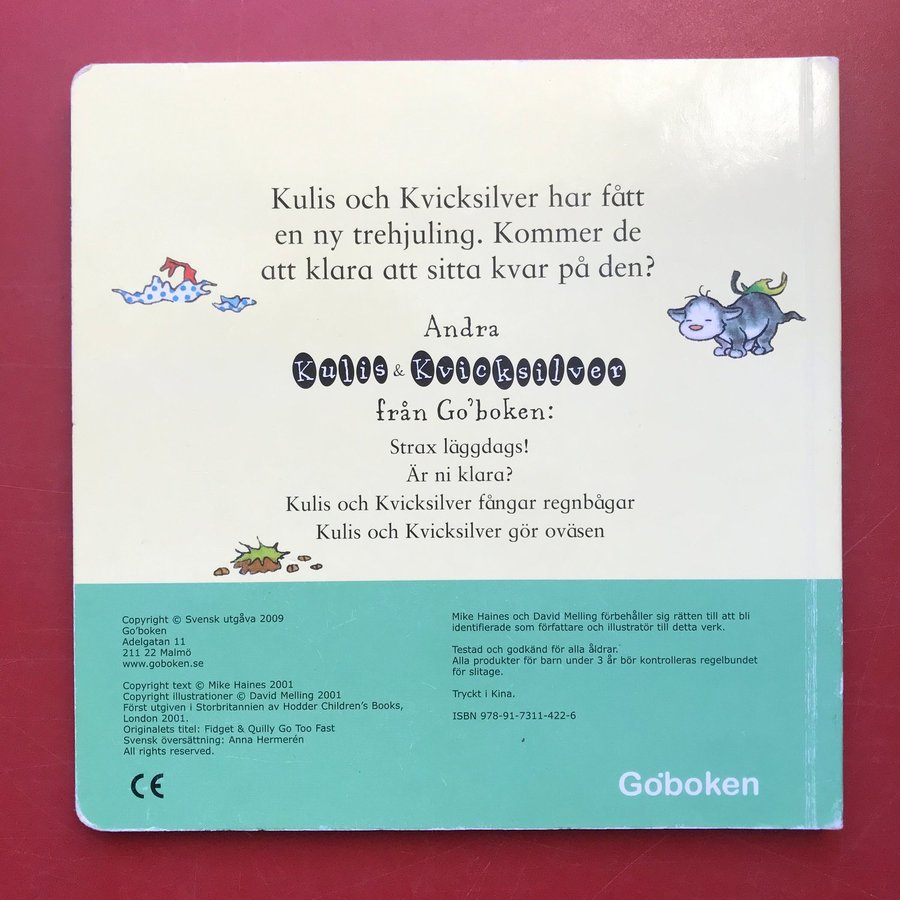 Kulis och Kvicksilver har fått
en ny trehjuling. Kommer de
att klara att sitta kvar på den?
Andra
Kulis & Kvicksilver
från Go'boken:
Strax läggdags!
Är ni klara?
Kulis och Kvicksilver fångar regnbågar
Kulis och Kvicksilver gör oväsen
Copyright © Svensk utgåva 2009
Go'boken
Adelgatan 11
211 22 Malmö
www.goboken.se
Copyright text © Mike Haines 2001
Copyright illustrationer © David Melling 2001
Först utgiven i Storbritannien av Hodder Children's Books,
London 2001.
Originalets titel: Fidget & Quilly Go Too Fast
Svensk översättning: Anna Hermerén
All rights reserved.
CE
Mike Haines och David Melling förbehåller sig rätten till att bli
identifierade som författare och illustratör till detta verk.
Testad och godkänd för alla åldrar.
Alla produkter för barn under 3 år bör kontrolleras regelbundet
för slitage.
Tryckt i Kina.
ISBN 978-91-7311-422-6
Go'boken